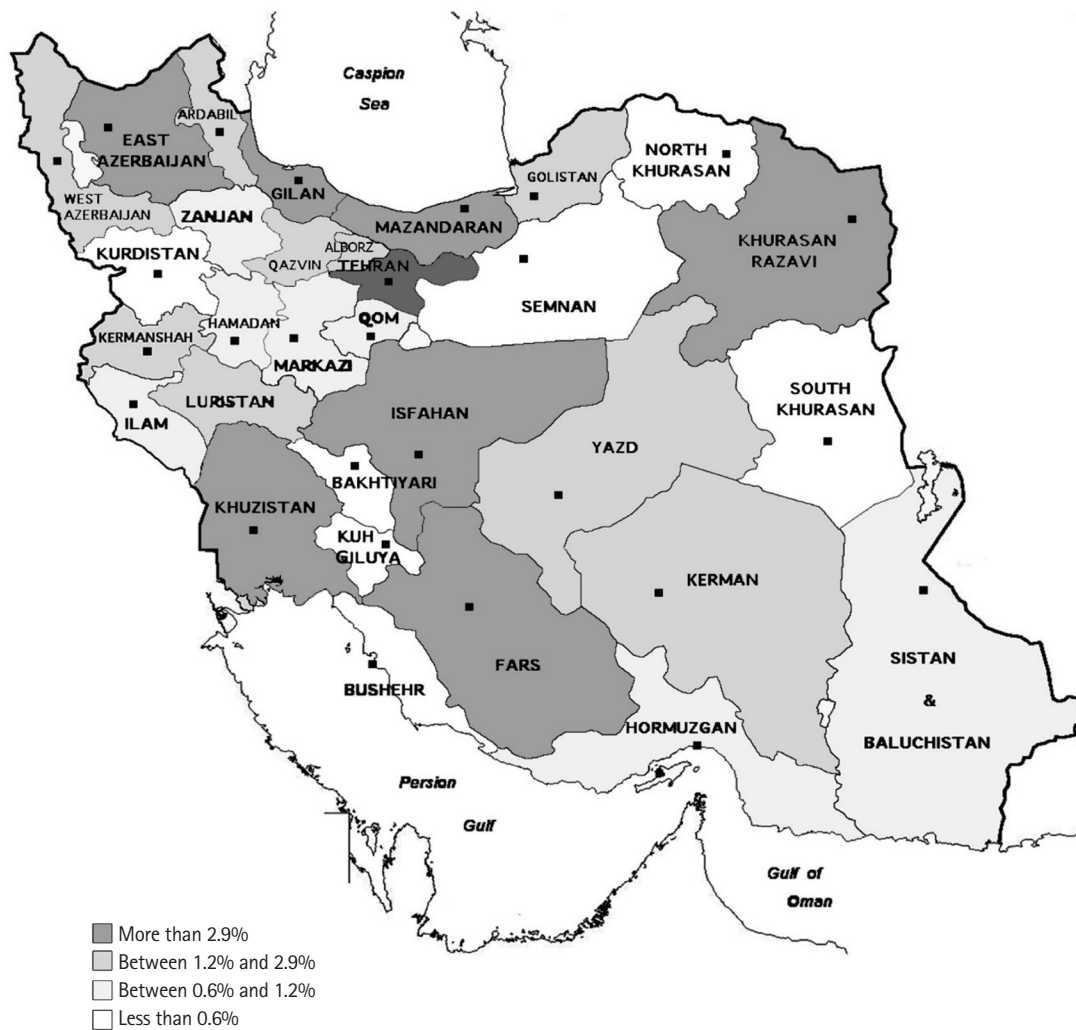 Caspion
Sea
ARDABIL
EAST
AZERBAIJAN
NORTH
KHURASAN
GOLISTAN
GILAN
WEST
AZERBAIJAN
ZANJAN
MAZANDARAN
KHURASAN
RAZAVI
KURDISTAN
ALBORZ
QAZVIN
TEHRAN
SEMNAN
QOM
HAMADAN
KERMANSHAH
MARKAZI
SOUTH
KHURASAN
LURISTAN
ISFAHAN
ILAM
YAZD
BAKHTIYARI
KHUZISTAN
KUH
GILUYA
KERMAN
SISTAN
&
BALUCHISTAN
FARS
BUSHEHR
HORMUZGAN
Persion
Gulf
Gulf of
Oman
More than 2.9%
Between 1.2% and 2.9%
Between 0.6% and 1.2%
Less than 0.6%